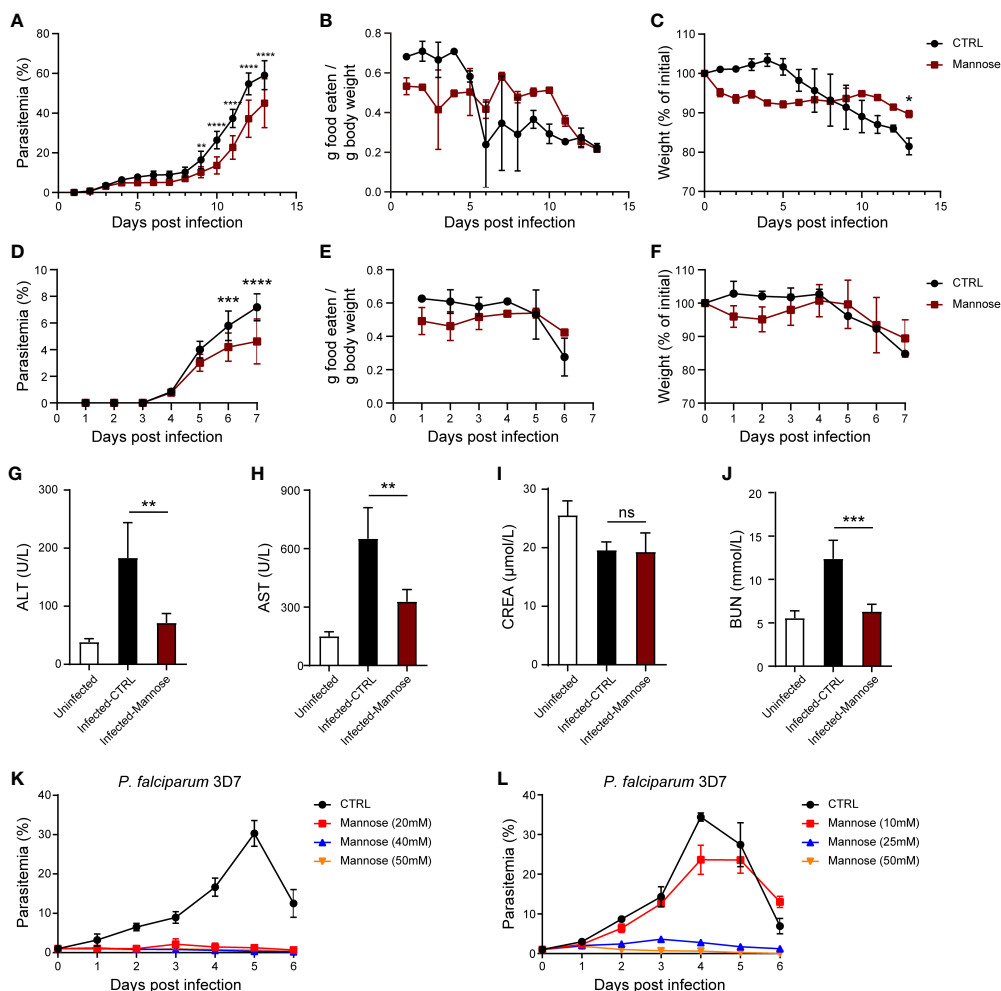 A
Parasitemia (%)
80
60
40
20
0
0
5
10
15
**
****
****
****
****
Days post infection
B
g food eaten /
g body weight
0.8
0.6
0.4
0.2
0.0
0
5
10
15
Days post infection
C
Weight (% of initial)
110
100
90
80
70
0
5
10
15
*
Days post infection
CTRL
Mannose
D
Parasitemia (%)
10
8
6
4
2
0
1
2
3
4
5
6
7
***
****
Days post infection
E
g food eaten /
g body weight
0.8
0.6
0.4
0.2
0.0
1
2
3
4
5
6
7
Days post infection
F
Weight (% of initial)
110
100
90
80
70
0
1
2
3
4
5
6
7
Days post infection
CTRL
Mannose
G
ALT (U/L)
300
200
100
0
**
Uninfected
Infected-CTRL
Infected-Mannose
H
AST (U/L)
900
600
300
0
**
Uninfected
Infected-CTRL
Infected-Mannose
I
CREA (μmol/L)
30
20
10
0
ns
Uninfected
Infected-CTRL
Infected-Mannose
J
BUN (mmol/L)
20
15
10
5
0
***
Uninfected
Infected-CTRL
Infected-Mannose
K
P. falciparum 3D7
Parasitemia (%)
40
30
20
10
0
0
1
2
3
4
5
6
Days post infection
CTRL
Mannose (20mM)
Mannose (40mM)
Mannose (50mM)
L
P. falciparum 3D7
Parasitemia (%)
40
30
20
10
0
0
1
2
3
4
5
6
Days post infection
CTRL
Mannose (10mM)
Mannose (25mM)
Mannose (50mM)